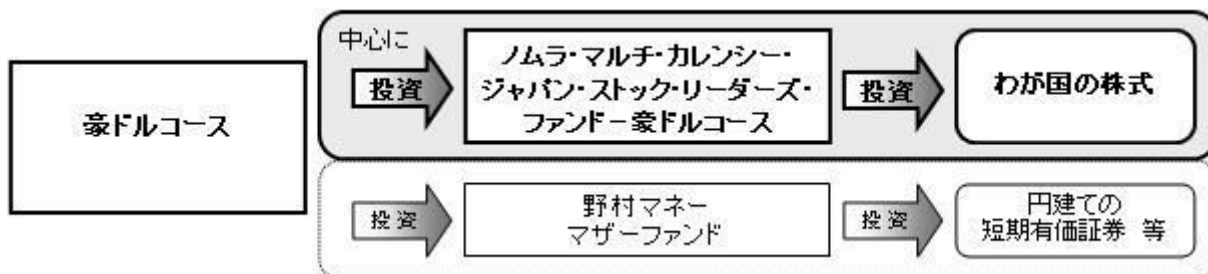 豪ドルコース
中心に
投資
ノムラ・マルチ・カレンシー・
ジャパン・ストック・リーダーズ・
ファンドー豪ドルコース
投資
わが国の株式
投資
野村マネー
マザーファンド
投資
円建ての
短期有価証券 等